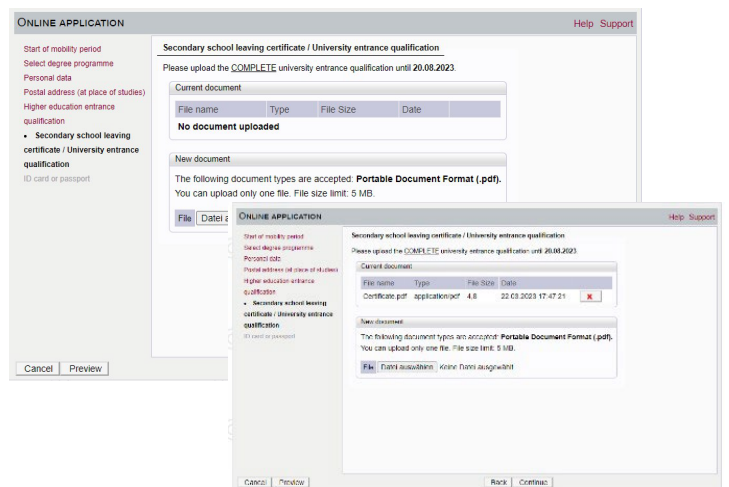 ONLINE APPLICATION
Help Support
Start of mobility period
Select degree programme
Personal data
Postal address (at place of studies)
Higher education entrance
qualification
• Secondary school leaving
certificate / University entrance
qualification
ID card or passport
Secondary school leaving certificate / University entrance qualification
Please upload the COMPLETE university entrance qualification until 20.08.2023.
Current document
File name Type File Size Date
No document uploaded
New document
The following document types are accepted: Portable Document Format (.pdf).
You can upload only one file. File size limit: 5 MB.
File Datei a
Cancel Preview
ONLINE APPLICATION
Help Support
Start of mobility period
Select degree programme
Personal data
Postal address (at place of studies)
Higher education entrance
qualification
• Secondary school leaving
certificate / University entrance
qualification
ID card or passport
Secondary school leaving certificate / University entrance qualification
Please upload the COMPLETE university entrance qualification until 20.08.2023.
Current document
File name Type File Size Date
Certificate.pdf application/pdf 4,8 22.03.2023 17:47:21 X
New document
The following document types are accepted: Portable Document Format (.pdf).
You can upload only one file. File size limit: 5 MB.
File Datei auswählen Keine Datei ausgewählt
Cancel Preview
Back Continue